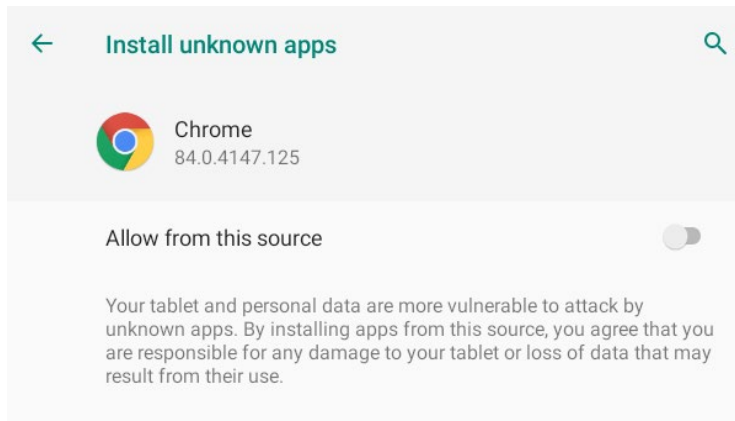 Install unknown apps
Chrome
84.0.4147.125
Allow from this source
Your tablet and personal data are more vulnerable to attack by
unknown apps. By installing apps from this source, you agree that you
are responsible for any damage to your tablet or loss of data that may
result from their use.